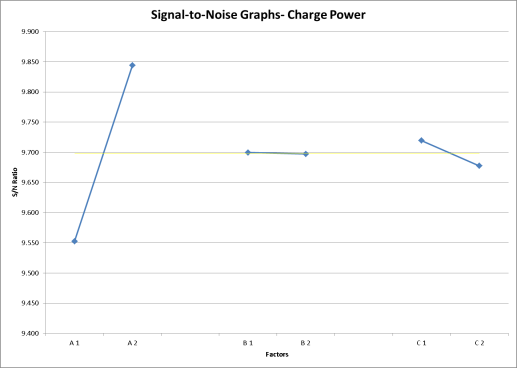 Signal-to-Noise Graphs- Charge Power
9.900
9.850
9.800
9.750
9.700
9.650
9.600
9.550
9.500
9.450
9.400
S/N Ratio
A 1 A 2 B 1 B 2 C 1 C 2
Factors